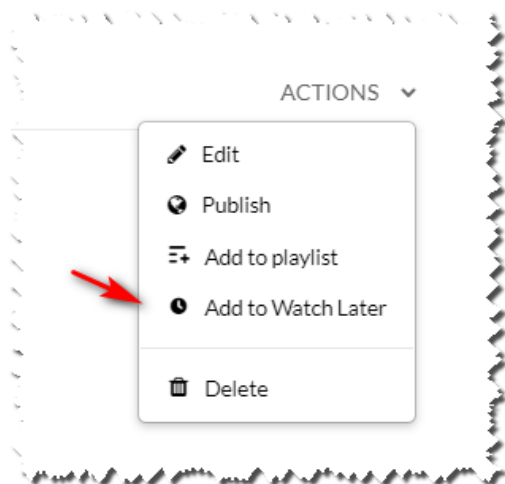 ACTIONS
Edit
Publish
Add to playlist
Add to Watch Later
Delete